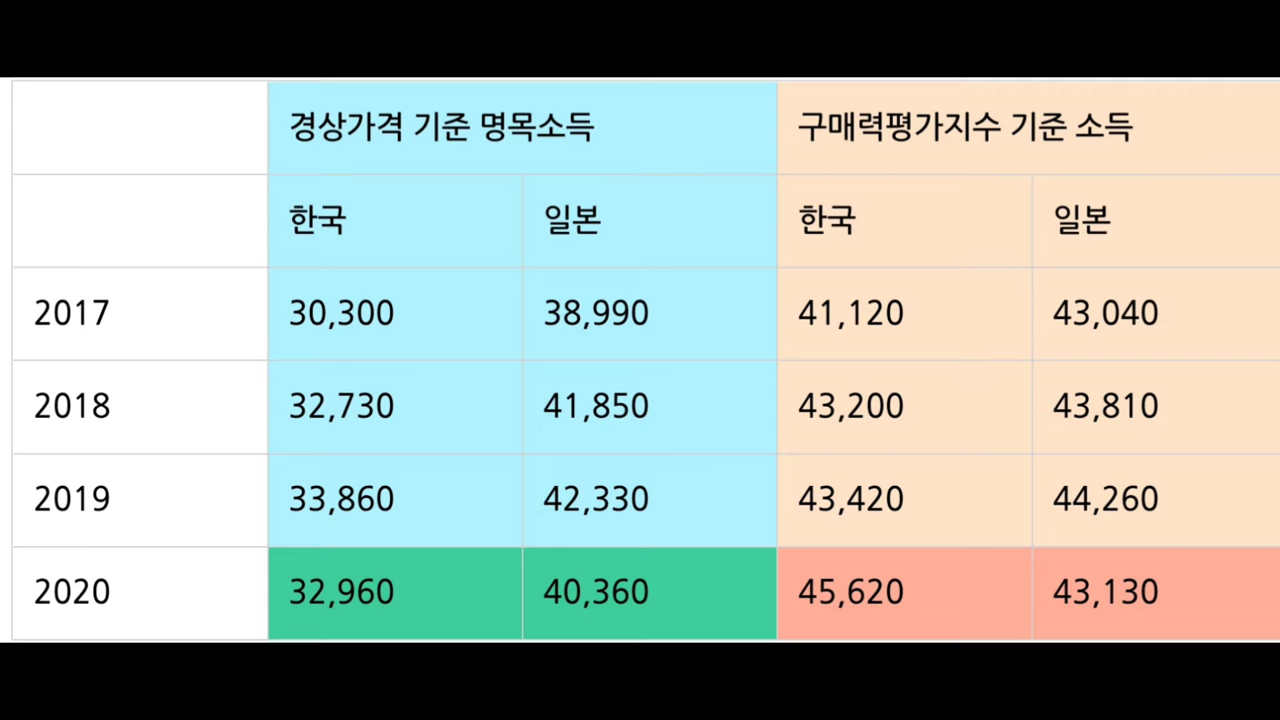 경상가격 기준 명목소득 구매력평가지수 기준 소득
한국 일본 한국 일본
2017 30,300 38,990 41,120 43,040
2018 32,730 41,850 43,200 43,810
2019 33,860 42,330 43,420 44,260
2020 32,960 40,360 45,620 43,130